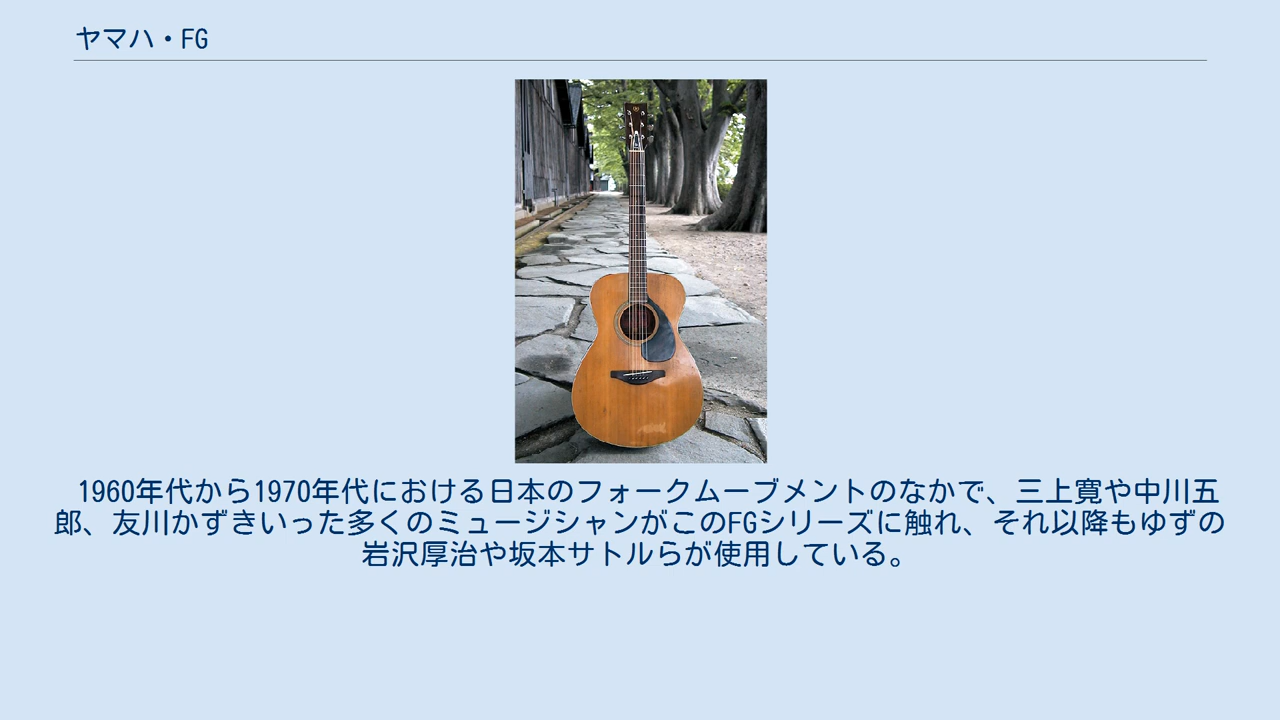 ヤマハ・FG
1960年代から1970年代における日本のフォークムーブメントのなかで、三上寛や中川五
郎、友川かずきいった多くのミュージシャンがこのFGシリーズに触れ、それ以降もゆずの
岩沢厚治や坂本サトルらが使用している。